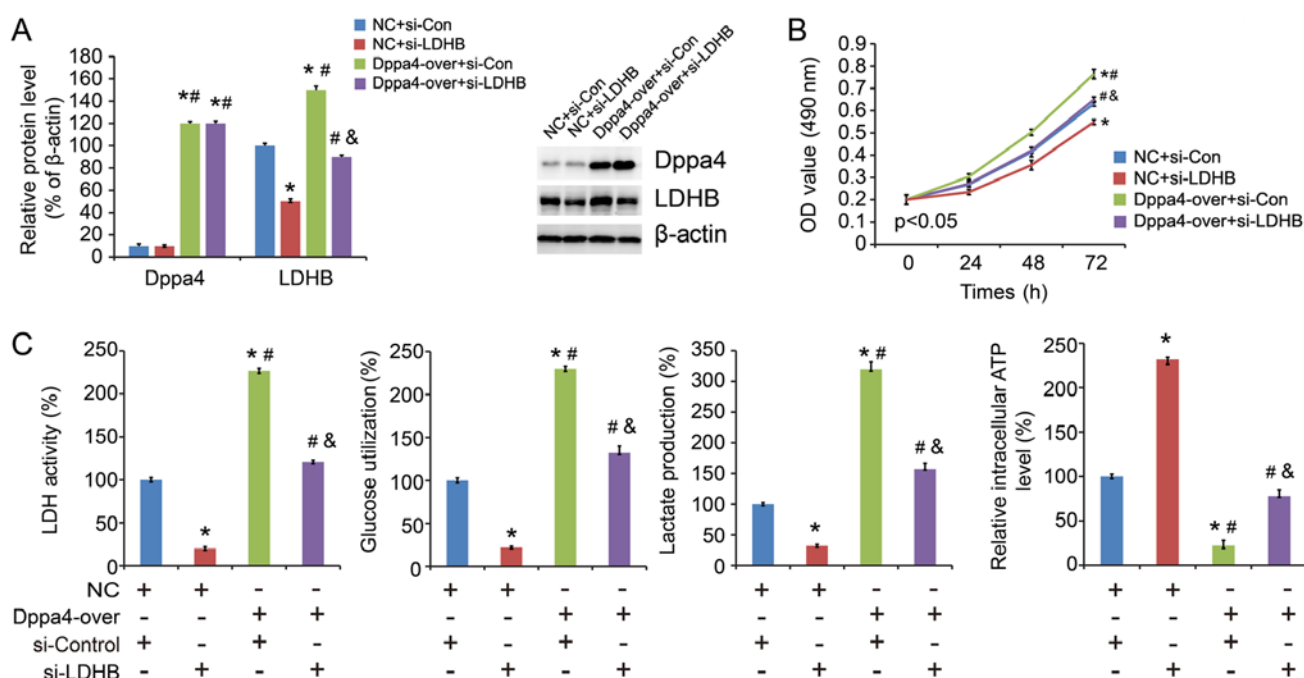 A
NC+si-Con
NC+si-LDHB
Dppa4-over+si-Con
Dppa4-over+si-LDHB
Relative protein level
(% of β-actin)
180
160
140
120
100
80
60
40
20
0
*#
*#
*
* #
# &
Dppa4
LDHB
NC+si-Con
NC+si-LDHB
Dppa4-over+si-Con
Dppa4-over+si-LDHB
Dppa4
LDHB
β-actin
B
OD value (490 nm)
0.9
0.8
0.7
0.6
0.5
0.4
0.3
0.2
0.2
*#
#&
*
p<0.05
0 24 48 72
Times (h)
NC+si-Con
NC+si-LDHB
Dppa4-over+si-Con
Dppa4-over+si-LDHB
C
LDH activity (%)
250
200
150
100
50
0
*
* #
# &
Glucose utilization (%)
250
200
150
100
50
0
*
* #
# &
Lactate production (%)
350
300
250
200
150
100
50
0
*
* #
# &
Relative intracellular ATP
level (%)
250
200
150
100
50
0
*
* #
# &
NC + + - - + + - - + + - - + + - -
Dppa4-over - - + + - - + + - - + + - - + +
si-Control + - + - + - + - + - + - + - + -
si-LDHB - + - + - + - + - + - + - + - +